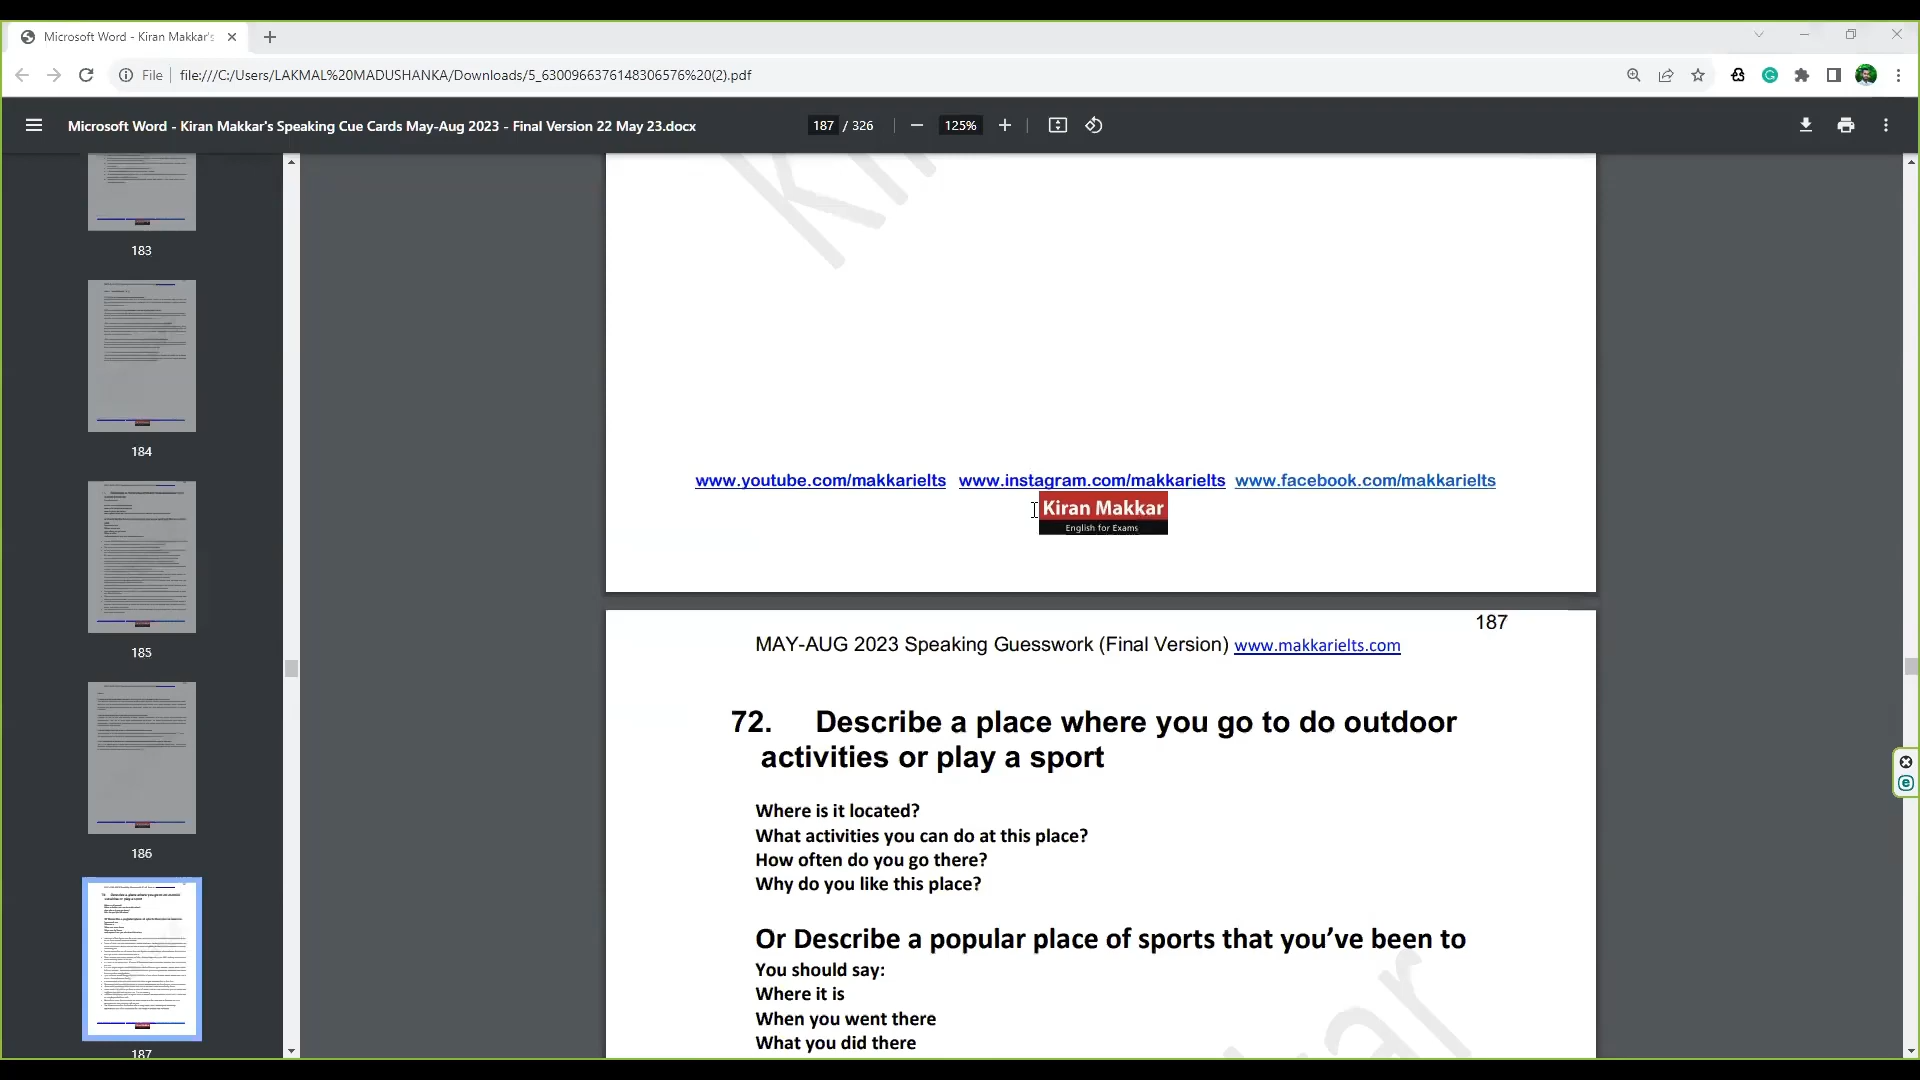 Microsoft Word - Kiran Makkar's
File
file:///C:/Users/LAKMAL%20MADUSHANKA/Downloads/5_6300966376148306576%20(2).pdf
Microsoft Word - Kiran Makkar's Speaking Cue Cards May-Aug 2023 - Final Version 22 May 23.docx
187 / 326
125%
183
184
185
186
187
www.youtube.com/makkarielts www.instagram.com/makkarielts www.facebook.com/makkarielts
Kiran Makkar
English for Exams
187
MAY-AUG 2023 Speaking Guesswork (Final Version) www.makkarielts.com
72. Describe a place where you go to do outdoor
activities or play a sport
Where is it located?
What activities you can do at this place?
How often do you go there?
Why do you like this place?
Or Describe a popular place of sports that you’ve been to
You should say:
Where it is
When you went there
What you did there